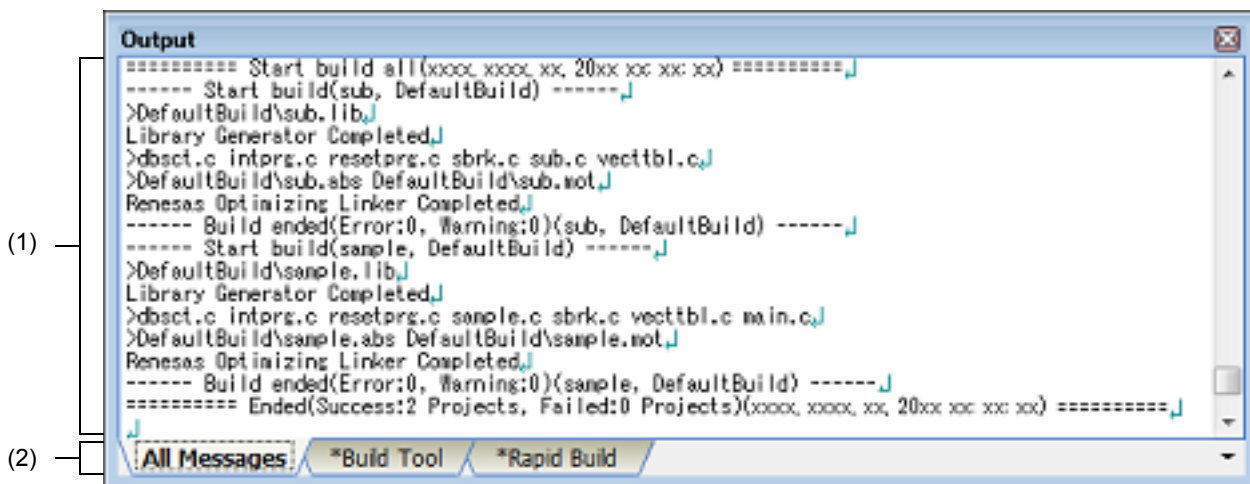 Output
========== Start build all(xxxx, xxxx, xx, 20xx xx: xx: xx) ==========
------ Start build(sub, DefaultBuild) ------
>DefaultBuild\sub.lib
Library Generator Completed
>dbsct.c intprg.c resetprg.c sbrk.c sub.c vecttbl.c
>DefaultBuild\sub.abs DefaultBuild\sub.mot
Renesas Optimizing Linker Completed
------ Build ended(Error:0, Warning:0)(sub, DefaultBuild) ------
------ Start build(sample, DefaultBuild) ------
(1)
>DefaultBuild\sample.lib
Library Generator Completed
>dbsct.c intprg.c resetprg.c sample.c sbrk.c vecttbl.c main.c
>DefaultBuild\sample.abs DefaultBuild\sample.mot
Renesas Optimizing Linker Completed
------ Build ended(Error:0, Warning:0)(sample, DefaultBuild) ------
========== Ended(Success:2 Projects, Failed:0 Projects)(xxxx, xxxx, xx, 20xx xx: xx: xx) ==========
(2)
All Messages *Build Tool *Rapid Build